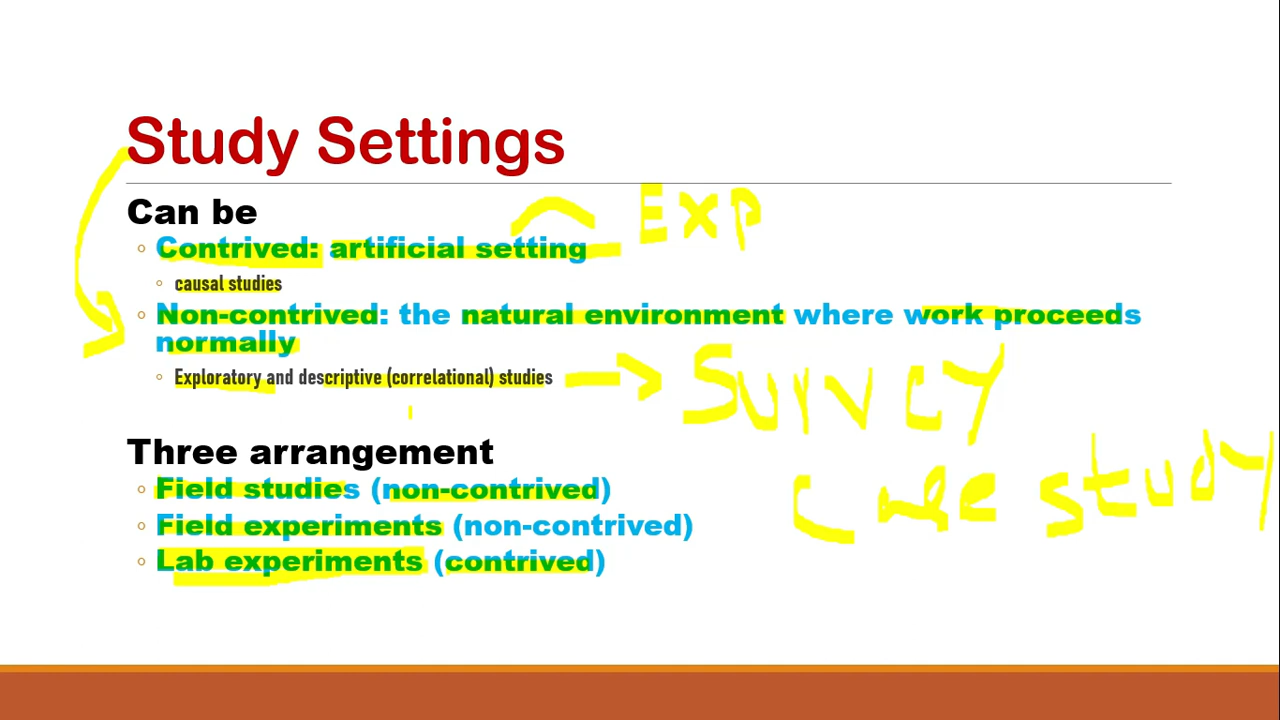 Study Settings
Can be
Exp
Contrived: artificial setting
causal studies
Non-contrived: the natural environment where work proceeds
normally
Exploratory and descriptive (correlational) studies
Survey
Case study
Three arrangement
Field studies (non-contrived)
Field experiments (non-contrived)
Lab experiments (contrived)